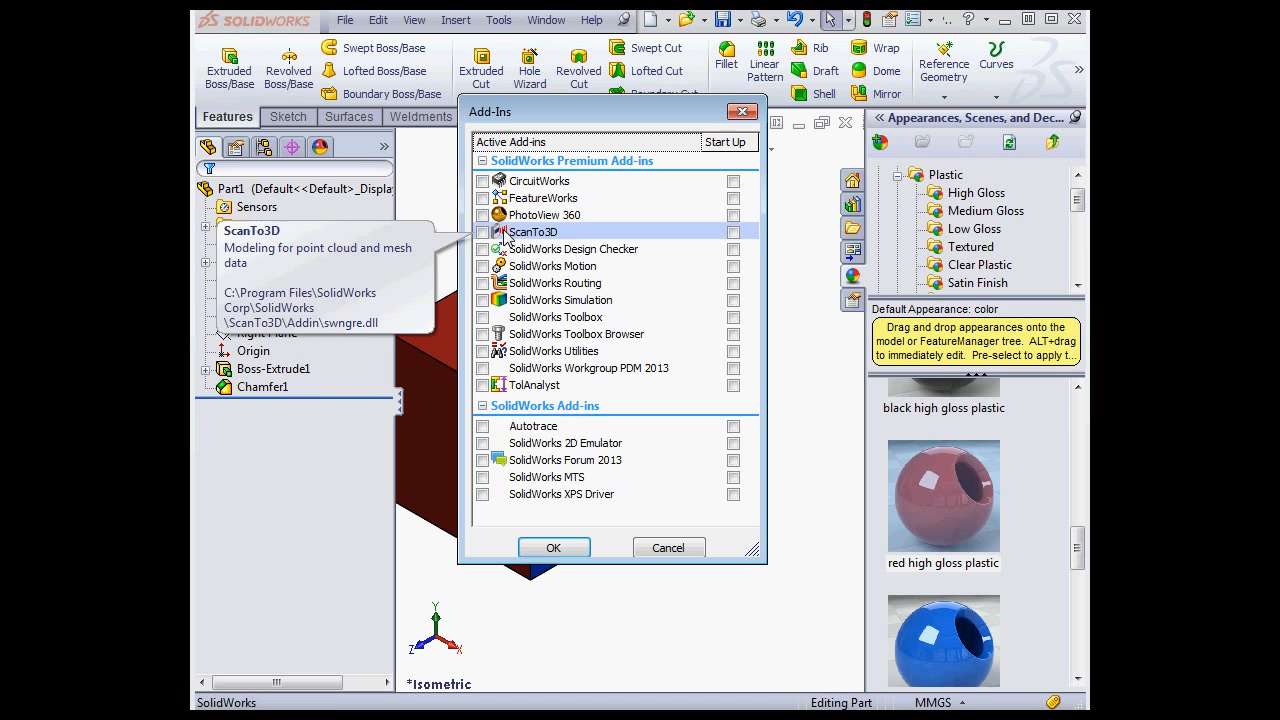 SOLIDWORKS File Edit View Insert Tools Window Help
Extruded Boss/Base
Revolved Boss/Base
Swept Boss/Base
Lofted Boss/Base
Boundary Boss/Base
Extruded Cut
Hole Wizard
Revolved Cut
Swept Cut
Lofted Cut
Boundary Cut
Fillet
Linear Pattern
Rib
Draft
Shell
Wrap
Dome
Mirror
Reference Geometry
Curves
Features Sketch Surfaces Weldments
Part1 (Default<<Default>_Displa
Sensors
ScanTo3D
Modeling for point cloud and mesh
data
C:\Program Files\SolidWorks
Corp\SolidWorks
\ScanTo3D\Addin\swngre.dll
Right Plane
Origin
Boss-Extrude1
Chamfer1
Add-Ins
Active Add-ins Start Up
SolidWorks Premium Add-ins
CircuitWorks
FeatureWorks
PhotoView 360
ScanTo3D
SolidWorks Design Checker
SolidWorks Motion
SolidWorks Routing
SolidWorks Simulation
SolidWorks Toolbox
SolidWorks Toolbox Browser
SolidWorks Utilities
SolidWorks Workgroup PDM 2013
TolAnalyst
SolidWorks Add-ins
Autotrace
SolidWorks 2D Emulator
SolidWorks Forum 2013
SolidWorks MTS
SolidWorks XPS Driver
OK Cancel
Y
Z X
*Isometric
Appearances, Scenes, and Dec...
Plastic
High Gloss
Medium Gloss
Low Gloss
Textured
Clear Plastic
Satin Finish
Default Appearance: color
Drag and drop appearances onto the
model or FeatureManager tree. ALT+drag
to immediately edit. Pre-select to apply t...
black high gloss plastic
red high gloss plastic
SolidWorks Editing Part MMGS